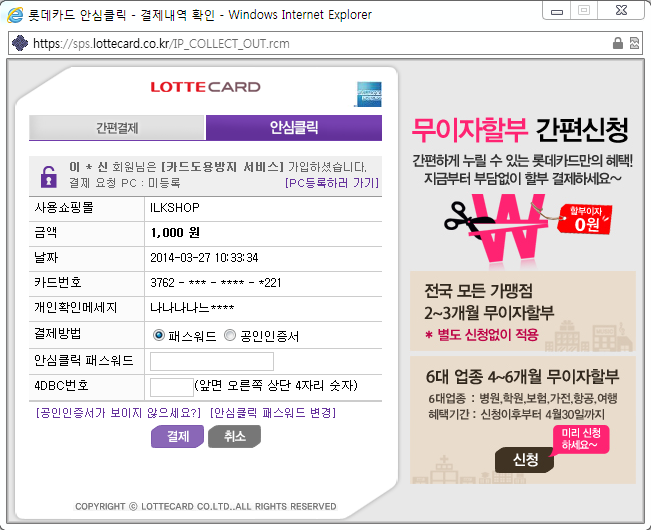 롯데카드 안심클릭 - 결제내역 확인 - Windows Internet Explorer
https://sps.lottecard.co.kr/IP_COLLECT_OUT.rcm
LOTTECARD
간편결제
안심클릭
이 * 신 회원님은 [카드도용방지 서비스] 가입하셨습니다.
결제 요청 PC : 미등록 [PC등록하러 가기]
사용쇼핑몰 ILKSHOP
금액 1,000 원
날짜 2014-03-27 10:33:34
카드번호 3762 - *** - **** - *221
개인확인메세지 나나나나느****
결제방법 패스워드 공인인증서
안심클릭 패스워드
4DBC번호 (앞면 오른쪽 상단 4자리 숫자)
[공인인증서가 보이지 않으세요?] [안심클릭 패스워드 변경]
결제 취소
COPYRIGHT ⓒ LOTTECARD CO,LTD..ALL RIGHTS RESERVED
무이자할부 간편신청
간편하게 누릴 수 있는 롯데카드만의 혜택!
지금부터 부담없이 할부 결제하세요~
할부이자
0원
전국 모든 가맹점
2~3개월 무이자할부
* 별도 신청없이 적용
6대 업종 4~6개월 무이자할부
6대업종 : 병원,학원,보험,가전,항공,여행
혜택기간 : 신청이후부터 4월30일까지
미리 신청
하세요~
신청